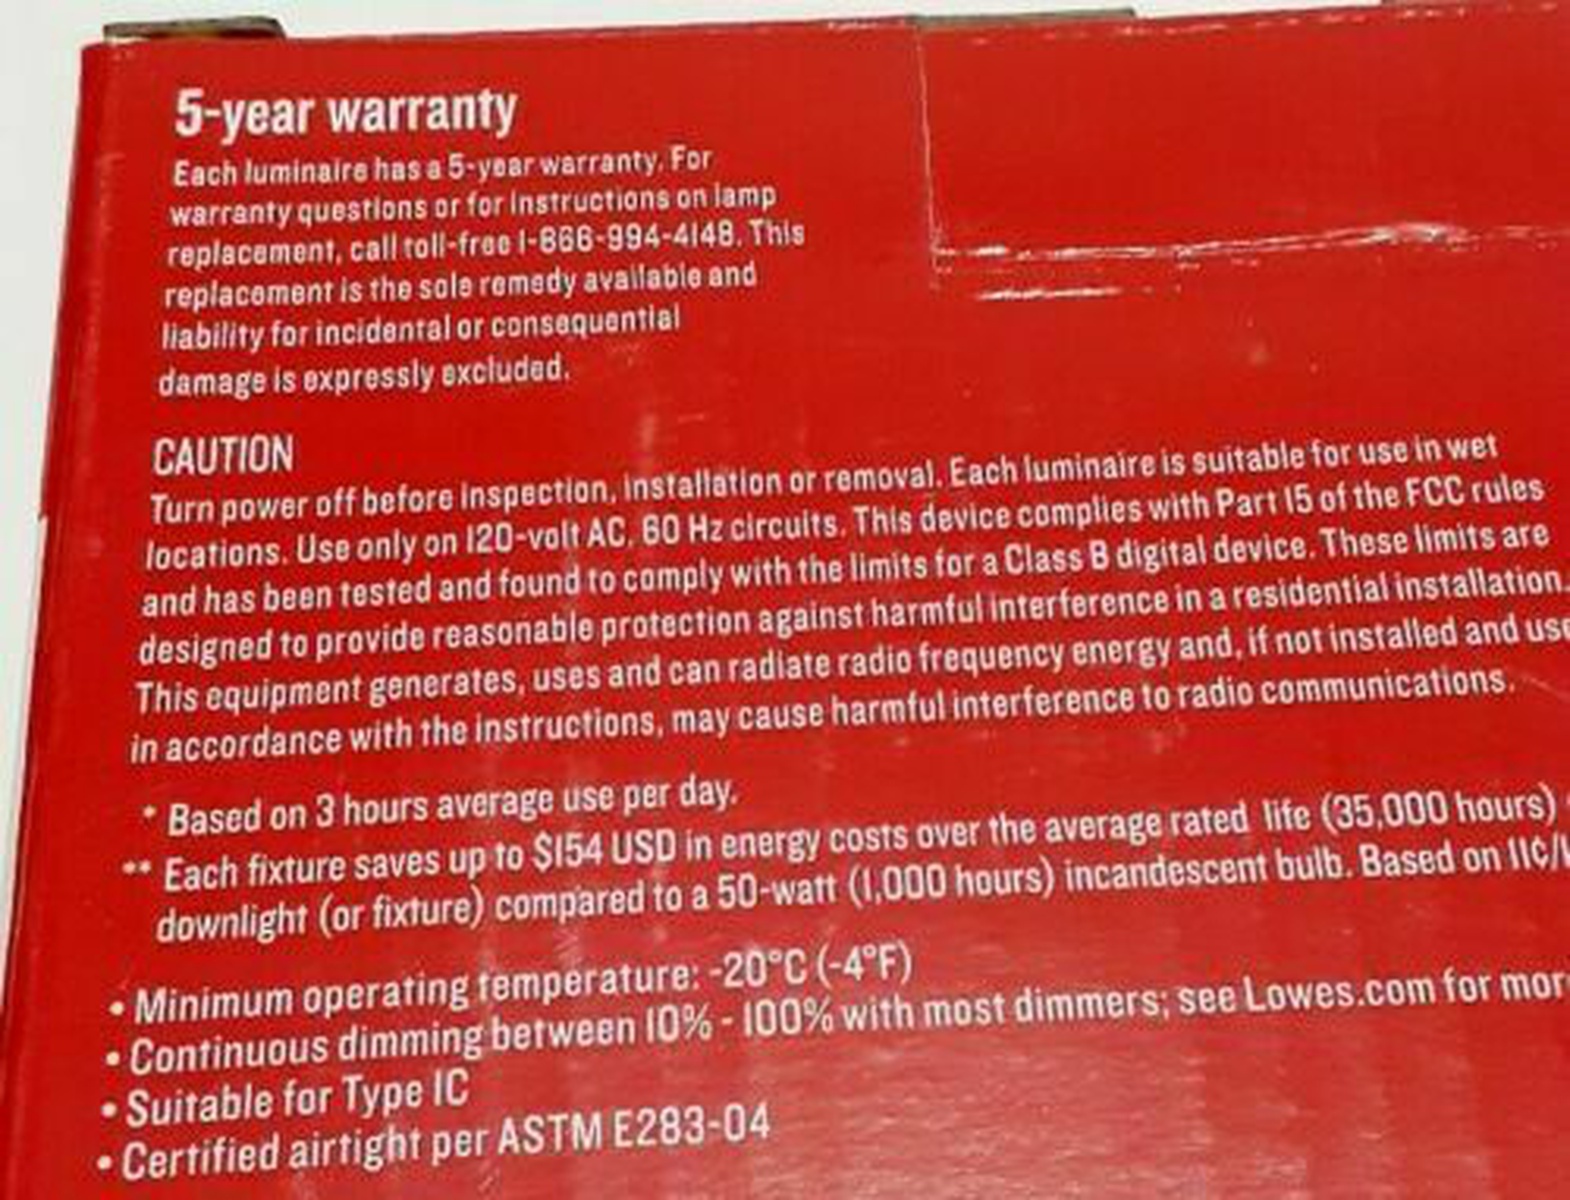 5-year warranty
Each luminaire has a 5-year warranty. For
warranty questions or for instructions on lamp
replacement, call toll-free 1-866-994-4148. This
replacement is the sole remedy available and
liability for incidental or consequential
damage is expressly excluded.
CAUTION
Turn power off before inspection, installation or removal. Each luminaire is suitable for use in wet
locations. Use only on 120-volt AC, 60 Hz circuits. This device complies with Part 15 of the FCC rules
and has been tested and found to comply with the limits for a Class B digital device. These limits are
designed to provide reasonable protection against harmful interference in a residential installation.
This equipment generates, uses and can radiate radio frequency energy and, if not installed and use
in accordance with the instructions, may cause harmful interference to radio communications.
* Based on 3 hours average use per day.
** Each fixture saves up to $154 USD in energy costs over the average rated life (35,000 hours)
downlight (or fixture) compared to a 50-watt (1,000 hours) incandescent bulb. Based on 11¢/
• Minimum operating temperature: -20°C (-4°F)
• Continuous dimming between 10% - 100% with most dimmers; see Lowes.com for mor
• Suitable for Type IC
• Certified airtight per ASTM E283-04